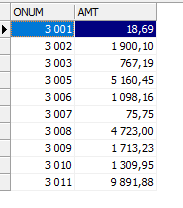 ONUM AMT
3 001 18,69
3 002 1 900,10
3 003 767,19
3 005 5 160,45
3 006 1 098,16
3 007 75,75
3 008 4 723,00
3 009 1 713,23
3 010 1 309,95
3 011 9 891,88